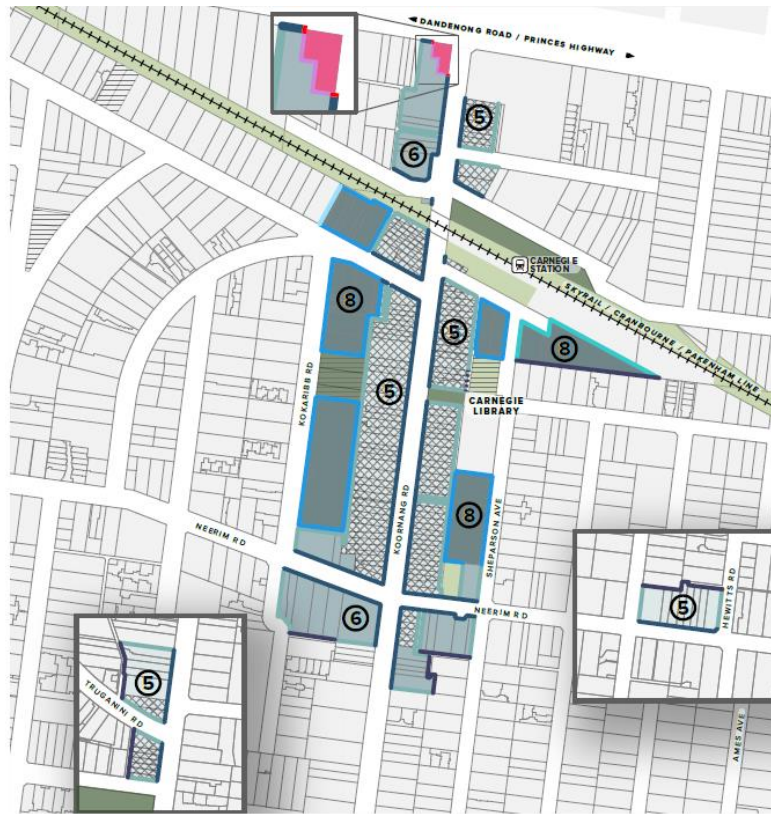 DANDENONG ROAD / PRINCES HIGHWAY
5
6
CARNEGIE
STATION
SKYRAIL / CRANBOURNE / PAKENHAM LINE
8
5
8
KOKARIBB RD
5
CARNEGIE
LIBRARY
KOORNANG RD
8
SHEPARSON AVE
NEERIM RD
6
NEERIM RD
5
HEWITTS RD
5
TRUGANINI RD
AMES AVE